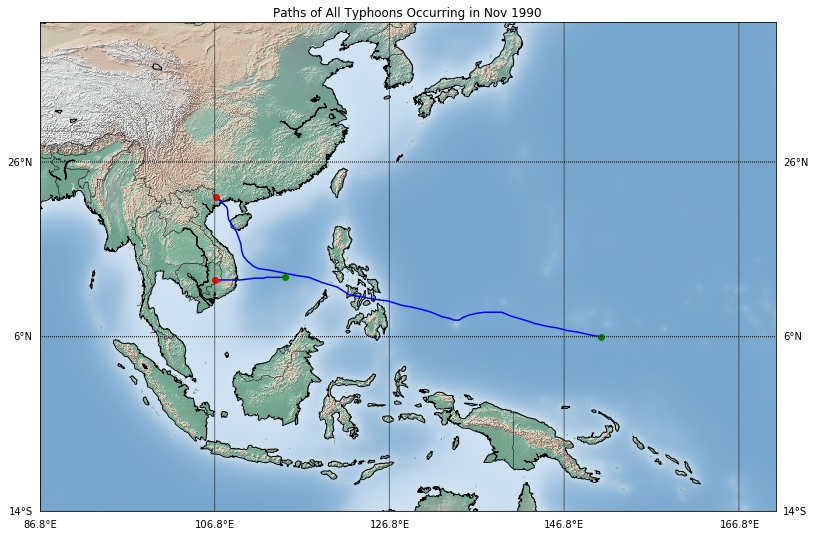 Paths of All Typhoons Occurring in Nov 1990
26°N 26°N
6°N 6°N
14°S 14°S
86.8°E 106.8°E 126.8°E 146.8°E 166.8°E